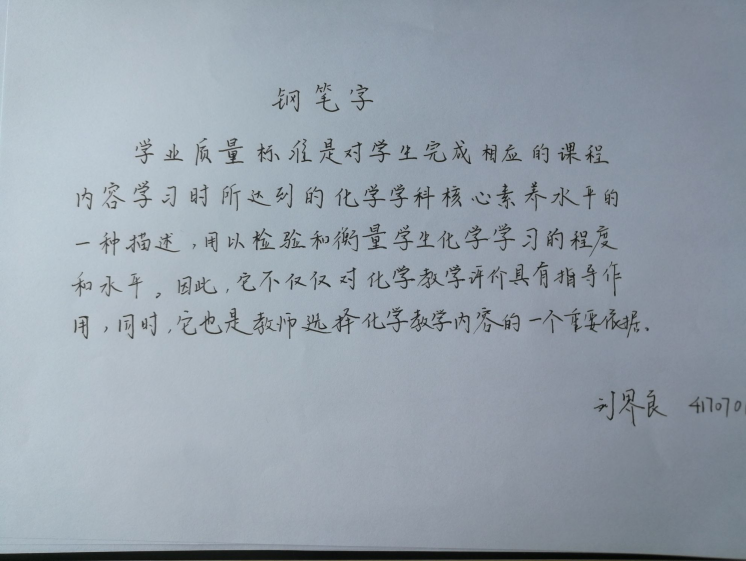 钢笔字
学业质量标准是对学生完成相应的课程
内容学习时所达到的化学学科核心素养水平的
一种描述,用以检验和衡量学生化学学习的程度
和水平。因此,它不仅仅对化学教学评价具有指导作
用,同时,它也是教师选择化学教学内容的一个重要依据。
刘界良 417070